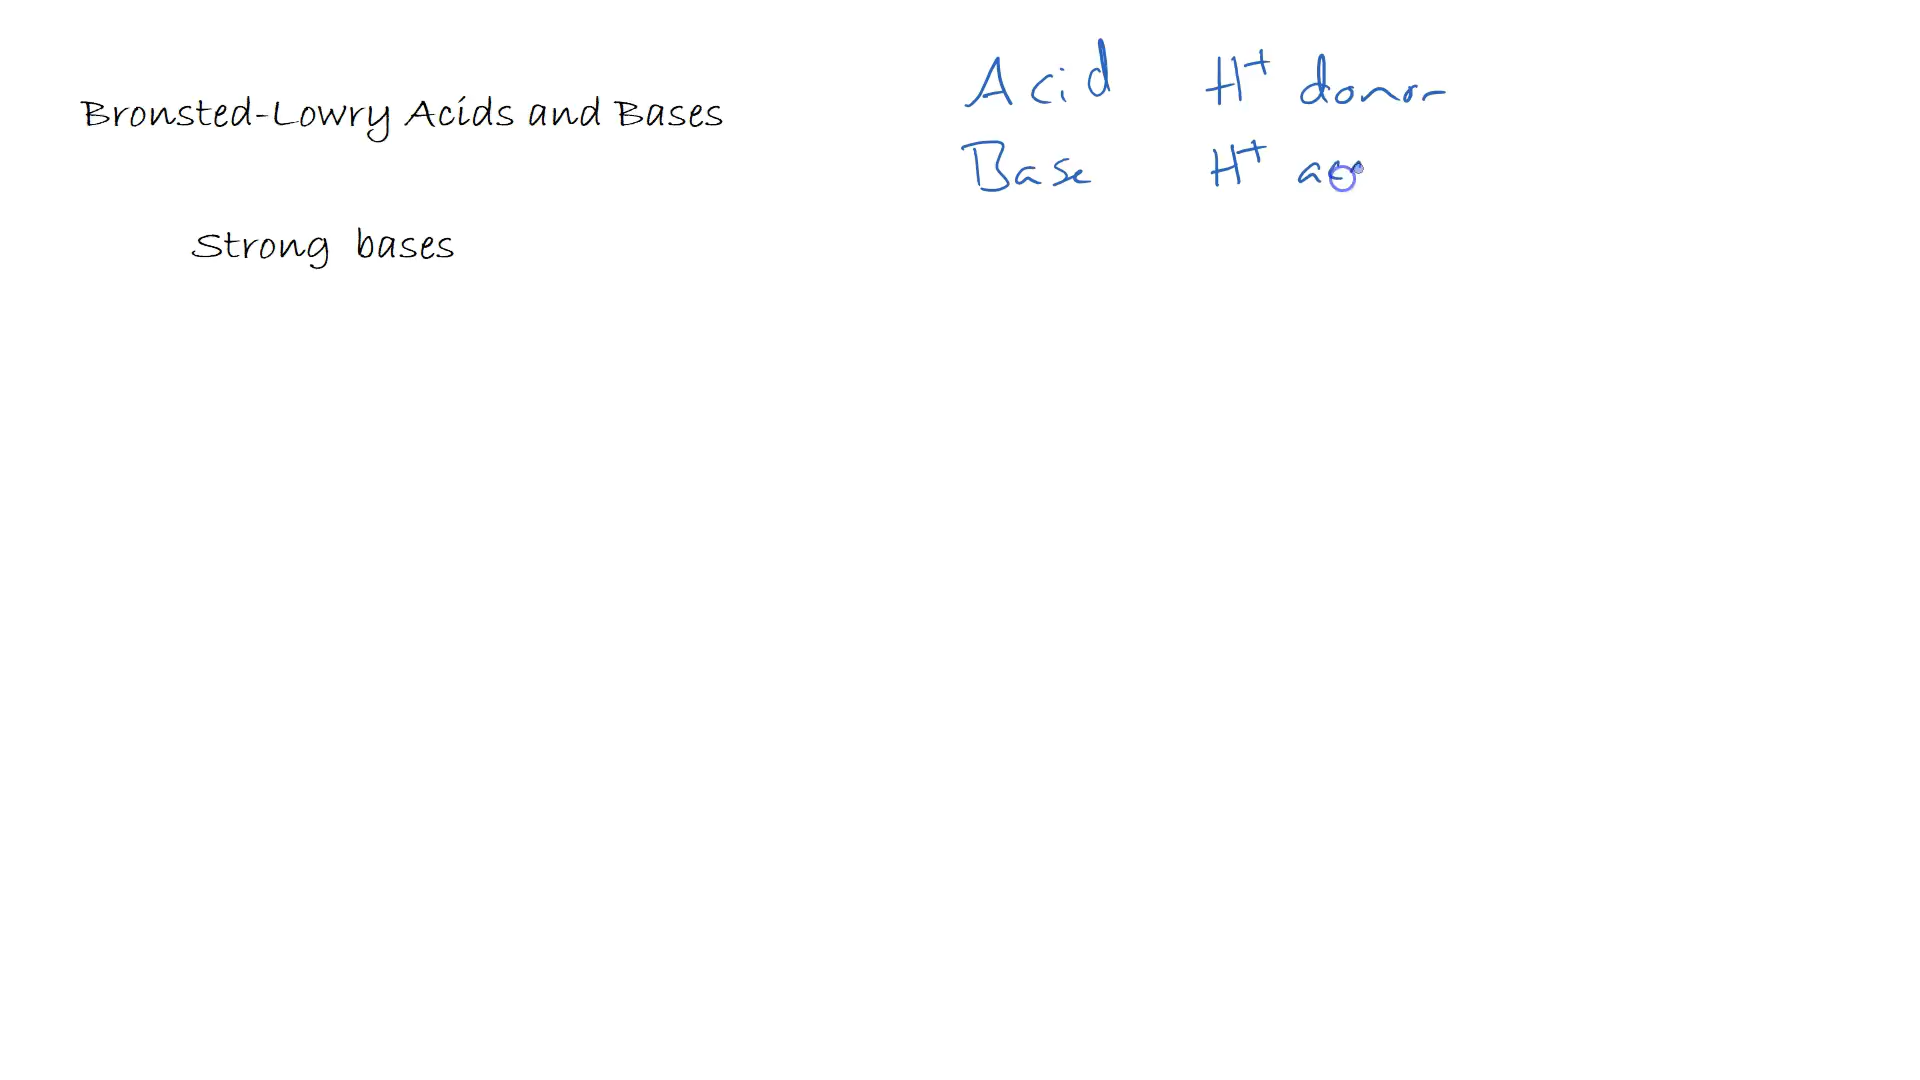 Bronsted-Lowry Acids and Bases
Strong bases
Acid H⁺ donor
Base H⁺